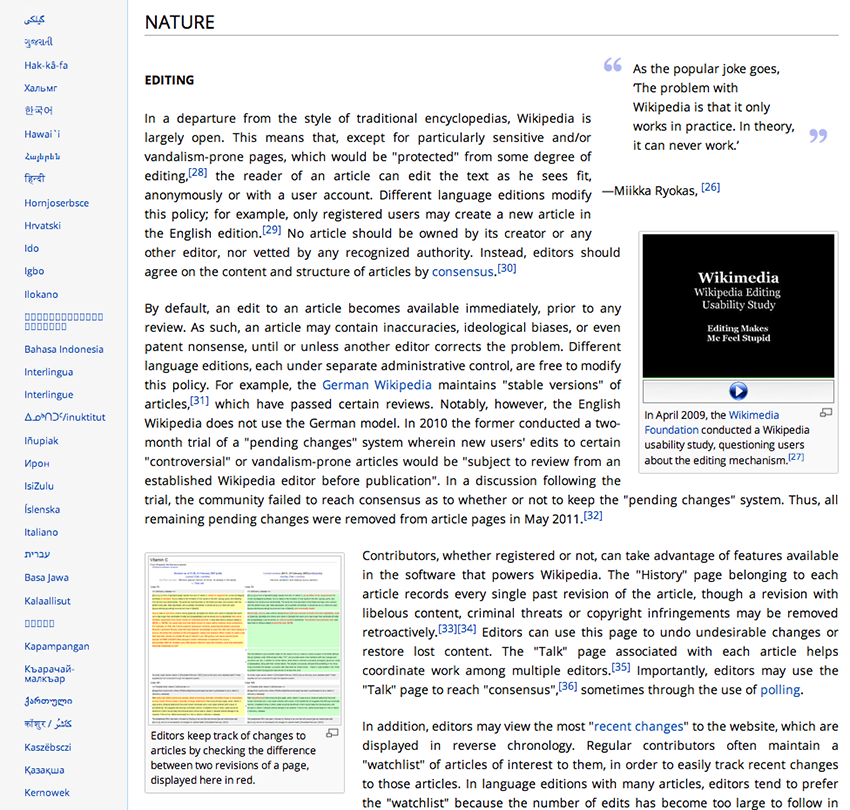 گیلکی
ગુજરાતી
Hak-kâ-fa
Хальмг
한국어
Hawai`i
Հայերեն
हिन्दी
Hornjoserbsce
Hrvatski
Ido
Igbo
Ilokano
Bahasa Indonesia
Interlingua
Interlingue
ᐃᓄᒃᑎᑐᑦ/inuktitut
Iñupiak
Ирон
IsiZulu
Íslenska
Italiano
עברית
Basa Jawa
Kalaallisut
Kapampangan
Къарачай-
малкъар
ქართული
कॉशुर / کٲشُر
Kaszëbsczi
Қазақша
Kernowek
NATURE
EDITING
“ As the popular joke goes,
‘The problem with
Wikipedia is that it only
works in practice. In theory,
it can never work.’ ”
—Miikka Ryokas, [26]
In a departure from the style of traditional encyclopedias, Wikipedia is
largely open. This means that, except for particularly sensitive and/or
vandalism-prone pages, which would be "protected" from some degree of
editing,[28] the reader of an article can edit the text as he sees fit,
anonymously or with a user account. Different language editions modify
this policy; for example, only registered users may create a new article in
the English edition.[29] No article should be owned by its creator or any
other editor, nor vetted by any recognized authority. Instead, editors should
agree on the content and structure of articles by consensus.[30]
Wikimedia
Wikipedia Editing
Usability Study
Editing Makes
Me Feel Stupid
In April 2009, the Wikimedia
Foundation conducted a Wikipedia
usability study, questioning users
about the editing mechanism.[27]
By default, an edit to an article becomes available immediately, prior to any
review. As such, an article may contain inaccuracies, ideological biases, or even
patent nonsense, until or unless another editor corrects the problem. Different
language editions, each under separate administrative control, are free to modify
this policy. For example, the German Wikipedia maintains "stable versions" of
articles,[31] which have passed certain reviews. Notably, however, the English
Wikipedia does not use the German model. In 2010 the former conducted a two-
month trial of a "pending changes" system wherein new users' edits to certain
"controversial" or vandalism-prone articles would be "subject to review from an
established Wikipedia editor before publication". In a discussion following the
trial, the community failed to reach consensus as to whether or not to keep the "pending changes" system. Thus, all
remaining pending changes were removed from article pages in May 2011.[32]
Vitamin C
Editors keep track of changes to
articles by checking the difference
between two revisions of a page,
displayed here in red.
Contributors, whether registered or not, can take advantage of features available
in the software that powers Wikipedia. The "History" page belonging to each
article records every single past revision of the article, though a revision with
libelous content, criminal threats or copyright infringements may be removed
retroactively.[33][34] Editors can use this page to undo undesirable changes or
restore lost content. The "Talk" page associated with each article helps
coordinate work among multiple editors.[35] Importantly, editors may use the
"Talk" page to reach "consensus",[36] sometimes through the use of polling.
In addition, editors may view the most "recent changes" to the website, which are
displayed in reverse chronology. Regular contributors often maintain a
"watchlist" of articles of interest to them, in order to easily track recent changes
to those articles. In language editions with many articles, editors tend to prefer
the "watchlist" because the number of edits has become too large to follow in